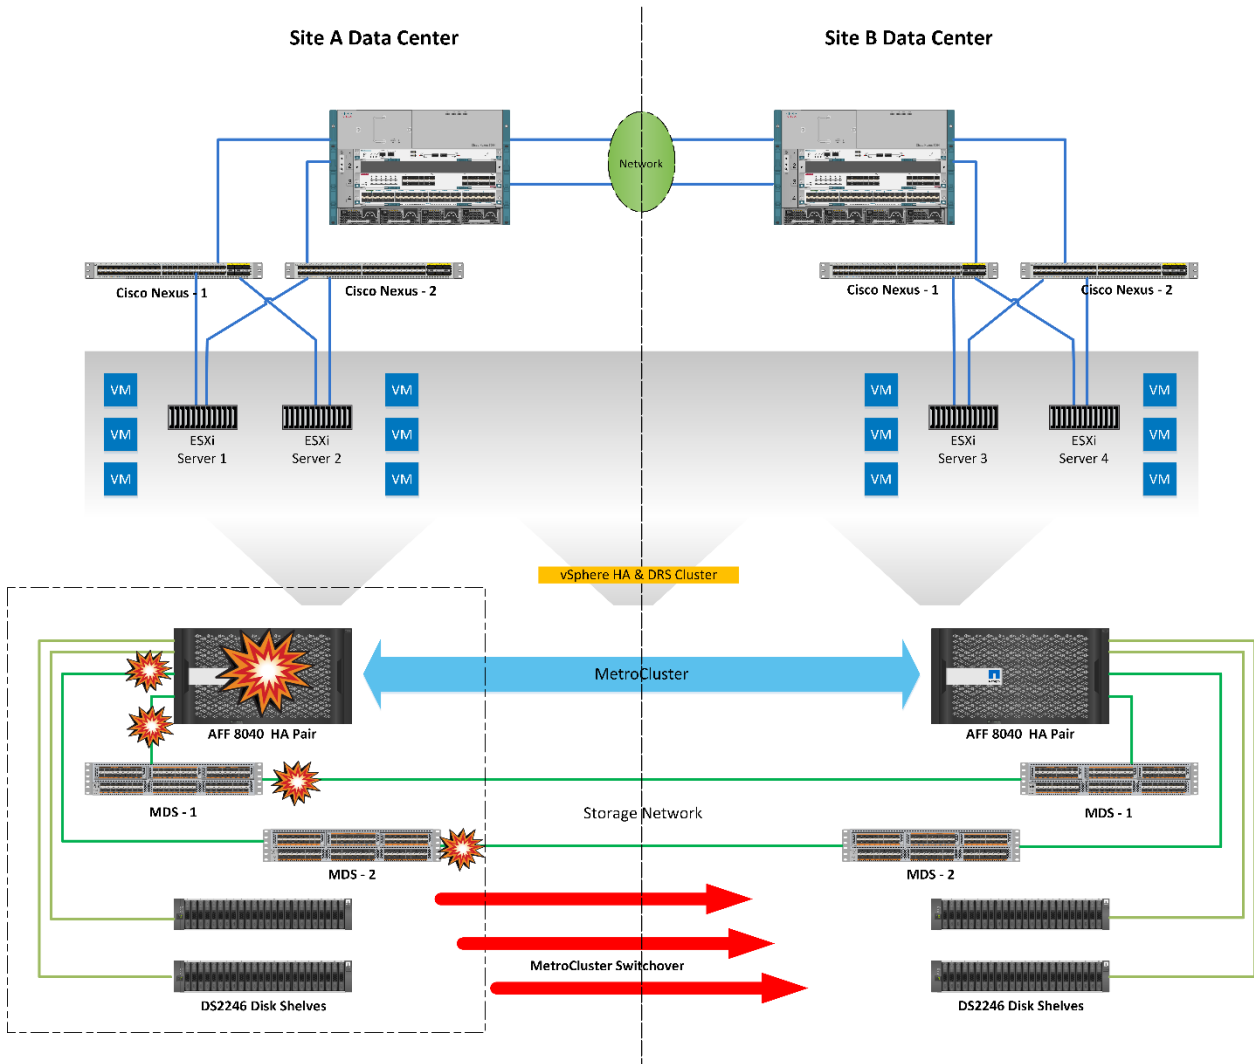 Site A Data Center
Site B Data Center
Network
Cisco Nexus - 1
Cisco Nexus - 2
Cisco Nexus - 1
Cisco Nexus - 2
VM
VM
VM
VM
VM
VM
VM
VM
VM
VM
VM
VM
ESXi
Server 1
ESXi
Server 2
ESXi
Server 3
ESXi
Server 4
vSphere HA & DRS Cluster
MetroCluster
AFF 8040 HA Pair
AFF 8040 HA Pair
MDS - 1
Storage Network
MDS - 1
MDS - 2
MDS - 2
MetroCluster Switchover
DS2246 Disk Shelves
DS2246 Disk Shelves